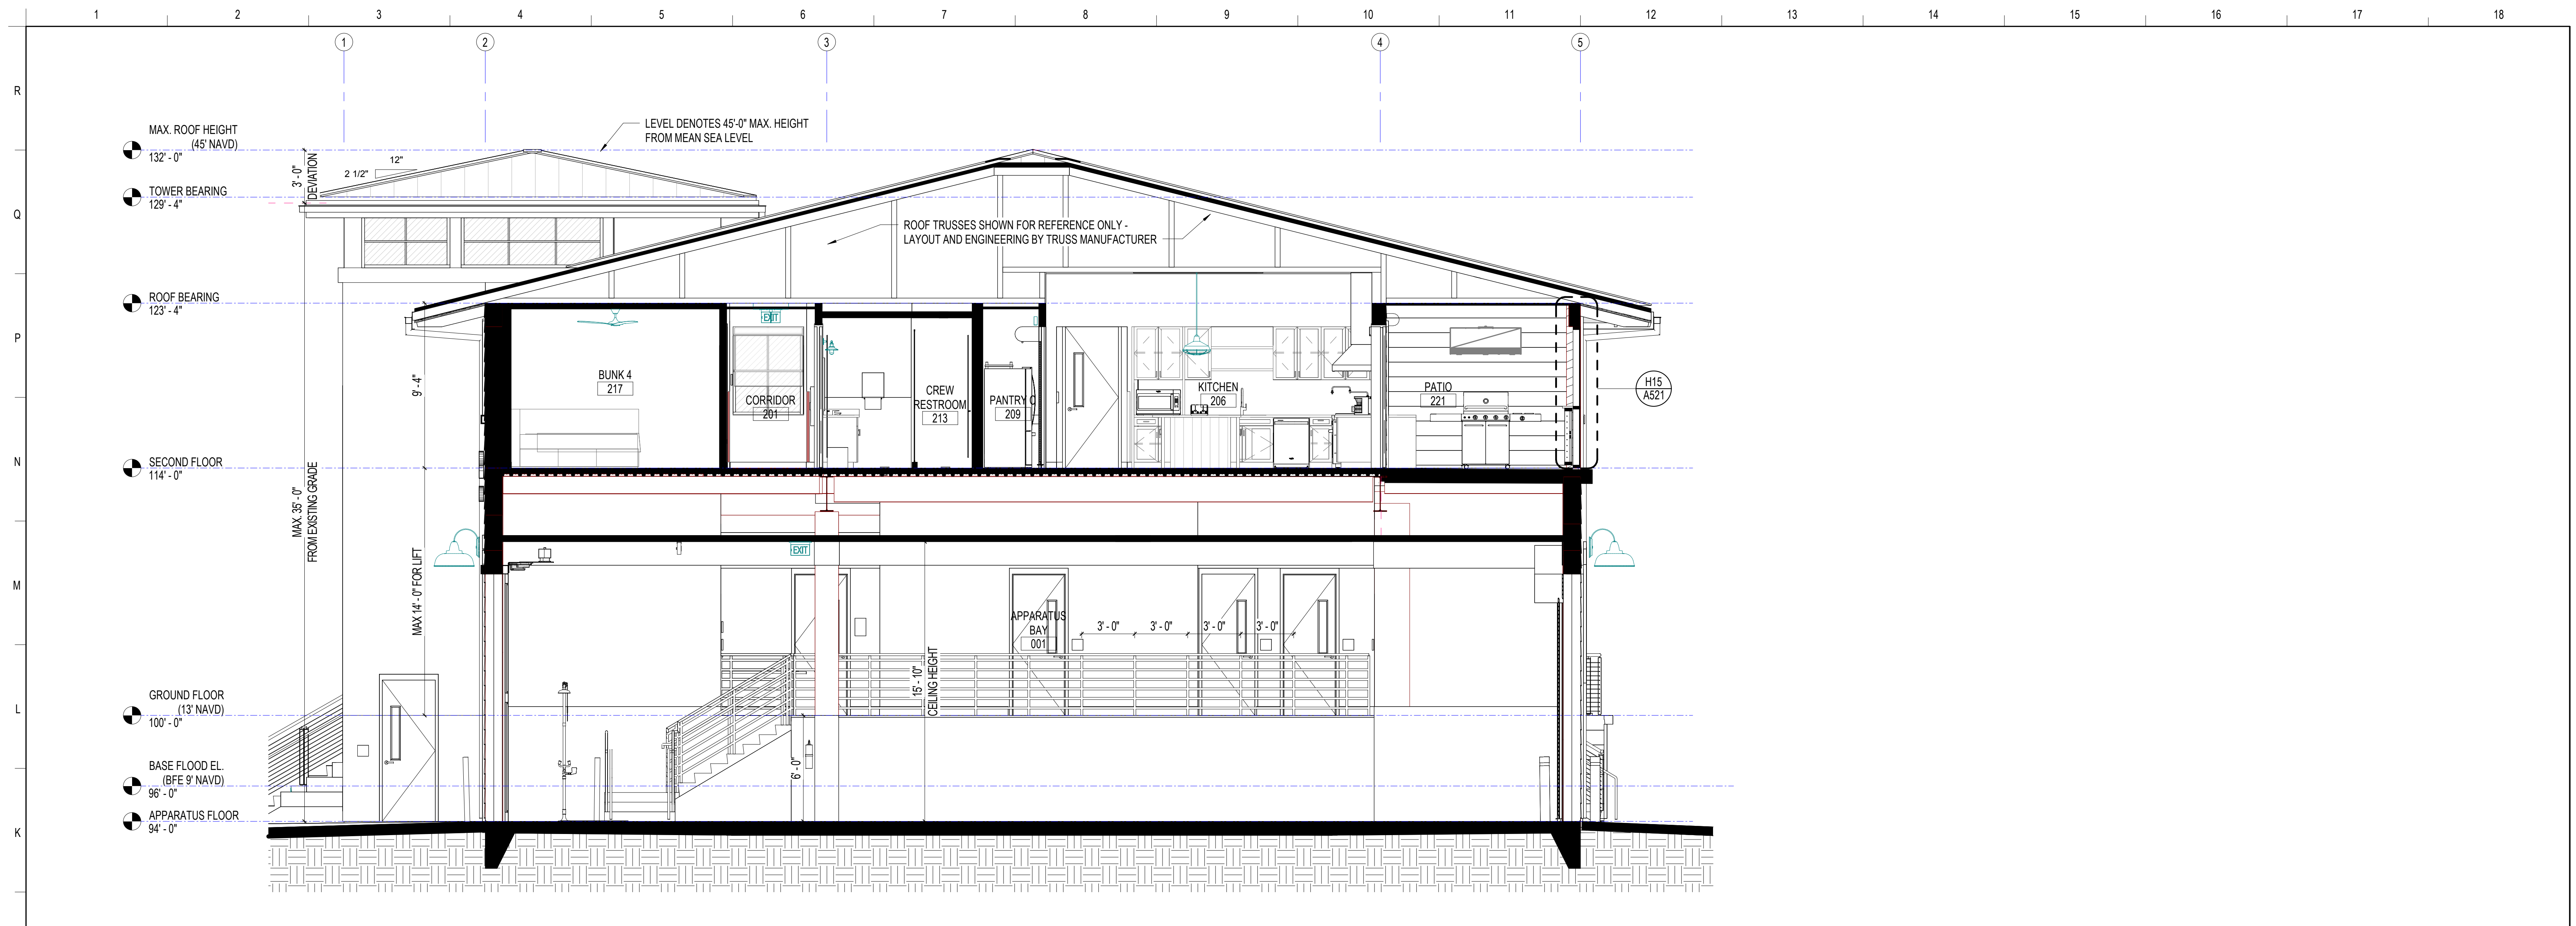 1 2 3 4 5 6 7 8 9 10 11 12 13 14 15 16 17 18
1 2 3 4 5
R
Q
P
N
M
L
K
MAX. ROOF HEIGHT
(45' NAVD)
132' - 0"
TOWER BEARING
129' - 4"
ROOF BEARING
123' - 4"
SECOND FLOOR
114' - 0"
GROUND FLOOR
(13' NAVD)
100' - 0"
BASE FLOOD EL.
(BFE 9' NAVD)
96' - 0"
APPARATUS FLOOR
94' - 0"
3' - 0"
DEVIATION
12"
2 1/2"
LEVEL DENOTES 45'-0" MAX. HEIGHT
FROM MEAN SEA LEVEL
ROOF TRUSSES SHOWN FOR REFERENCE ONLY -
LAYOUT AND ENGINEERING BY TRUSS MANUFACTURER
MAX. 35' - 0"
FROM EXISTING GRADE
9' - 4"
MAX 14' - 0" FOR LIFT
BUNK 4
217
EXIT
CORRIDOR
201
CREW
RESTROOM
213
PANTRY C
209
KITCHEN
206
PATIO
221
H15
A521
EXIT
APPARATUS
BAY
001
3' - 0" 3' - 0" 3' - 0" 3' - 0"
15' - 10"
CEILING HEIGHT
6' - 0"